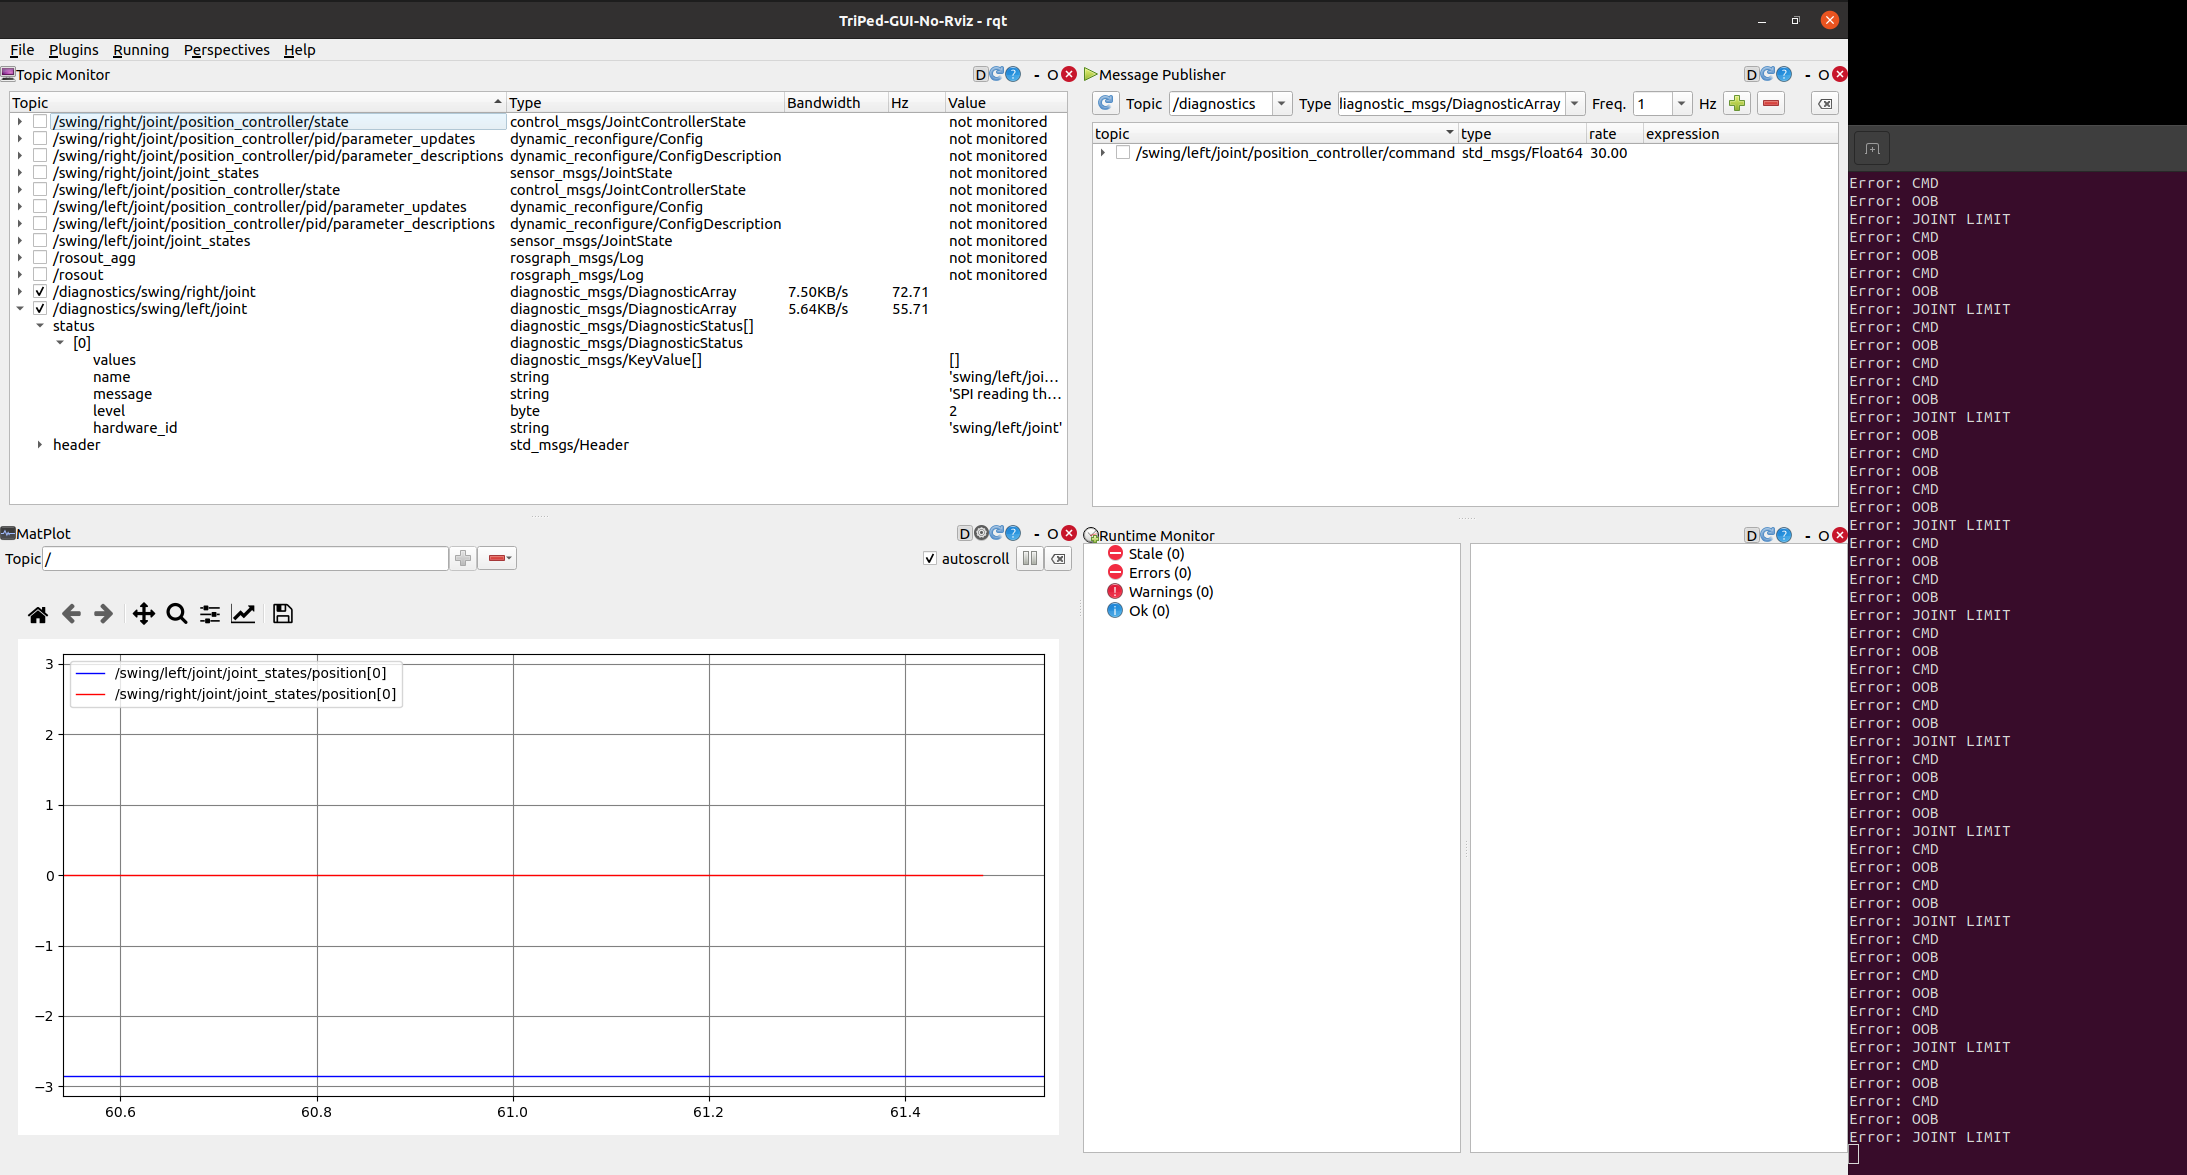 TriPed-GUI-No-Rviz - rqt
File Plugins Running Perspectives Help
Topic Monitor
D ? - O
Topic Type Bandwidth Hz Value
/swing/right/joint/position_controller/state control_msgs/JointControllerState not monitored
/swing/right/joint/position_controller/pid/parameter_updates dynamic_reconfigure/Config not monitored
/swing/right/joint/position_controller/pid/parameter_descriptions dynamic_reconfigure/ConfigDescription not monitored
/swing/right/joint/joint_states sensor_msgs/JointState not monitored
/swing/left/joint/position_controller/state control_msgs/JointControllerState not monitored
/swing/left/joint/position_controller/pid/parameter_updates dynamic_reconfigure/Config not monitored
/swing/left/joint/position_controller/pid/parameter_descriptions dynamic_reconfigure/ConfigDescription not monitored
/swing/left/joint/joint_states sensor_msgs/JointState not monitored
/rosout_agg rosgraph_msgs/Log not monitored
/rosout rosgraph_msgs/Log not monitored
/diagnostics/swing/right/joint diagnostic_msgs/DiagnosticArray 7.50KB/s 72.71
/diagnostics/swing/left/joint diagnostic_msgs/DiagnosticArray 5.64KB/s 55.71
status diagnostic_msgs/DiagnosticStatus[]
[0] diagnostic_msgs/DiagnosticStatus
values diagnostic_msgs/KeyValue[] []
name string 'swing/left/joi...
message string 'SPI reading th...
level byte 2
hardware_id string 'swing/left/joint'
header std_msgs/Header
Message Publisher
D ? - O
Topic /diagnostics Type liagnostic_msgs/DiagnosticArray Freq. 1 Hz
topic type rate expression
/swing/left/joint/position_controller/command std_msgs/Float64 30.00
MatPlot
D ? - O
Topic / autoscroll
/swing/left/joint/joint_states/position[0]
/swing/right/joint/joint_states/position[0]
3
2
1
0
−1
−2
−3
60.6 60.8 61.0 61.2 61.4
Runtime Monitor
D ? - O
Stale (0)
Errors (0)
Warnings (0)
Ok (0)
Error: CMD
Error: OOB
Error: JOINT LIMIT
Error: CMD
Error: OOB
Error: CMD
Error: OOB
Error: JOINT LIMIT
Error: CMD
Error: OOB
Error: CMD
Error: CMD
Error: OOB
Error: JOINT LIMIT
Error: OOB
Error: CMD
Error: OOB
Error: CMD
Error: OOB
Error: JOINT LIMIT
Error: CMD
Error: OOB
Error: CMD
Error: OOB
Error: JOINT LIMIT
Error: CMD
Error: OOB
Error: CMD
Error: OOB
Error: CMD
Error: OOB
Error: JOINT LIMIT
Error: CMD
Error: OOB
Error: CMD
Error: OOB
Error: JOINT LIMIT
Error: CMD
Error: OOB
Error: CMD
Error: OOB
Error: JOINT LIMIT
Error: CMD
Error: OOB
Error: CMD
Error: OOB
Error: CMD
Error: OOB
Error: JOINT LIMIT
Error: CMD
Error: OOB
Error: CMD
Error: OOB
Error: JOINT LIMIT